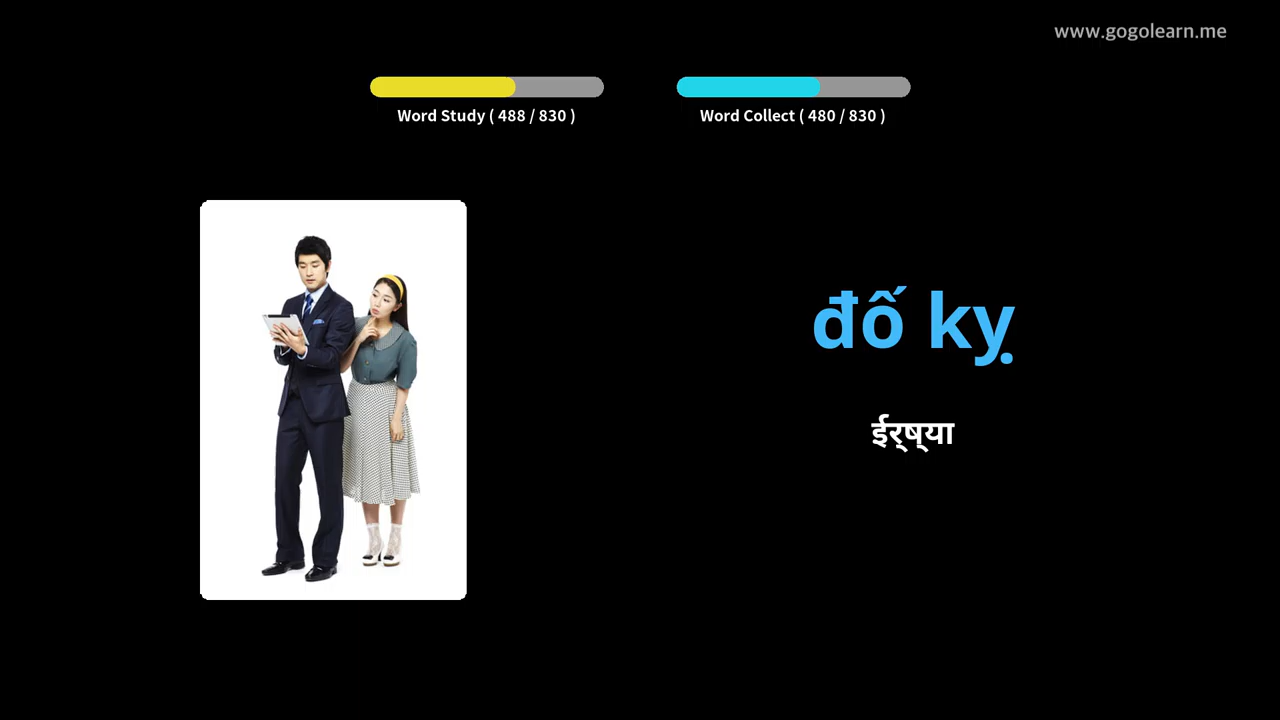 www.gogolearn.me
Word Study ( 488 / 830 )
Word Collect ( 480 / 830 )
đố kỵ
ईर्ष्या